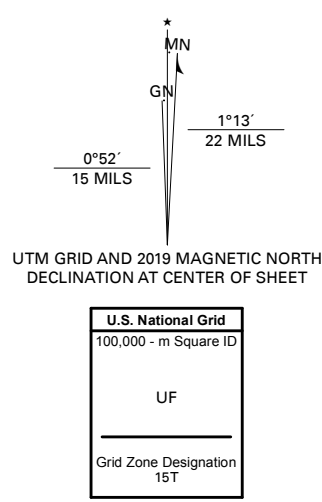 ★
MN
GN
1°13´
22 MILS
0°52´
15 MILS
UTM GRID AND 2019 MAGNETIC NORTH
DECLINATION AT CENTER OF SHEET
U.S. National Grid
100,000 - m Square ID
UF
Grid Zone Designation
15T